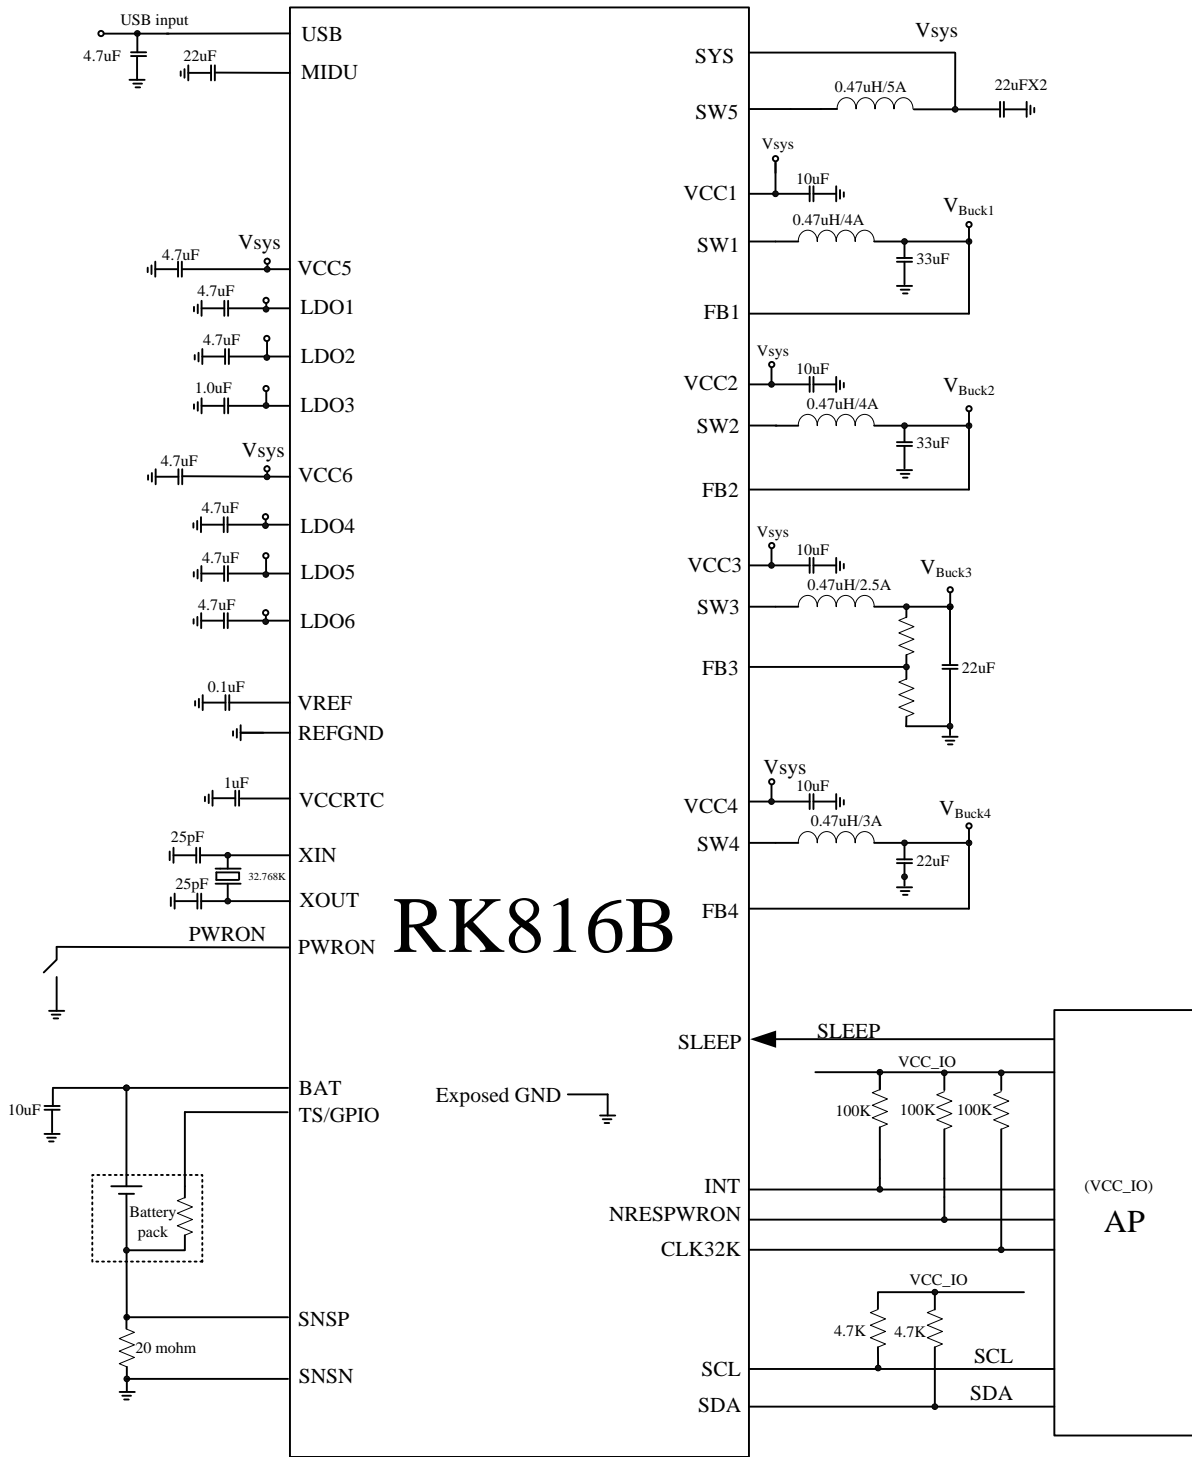 USB input
USB
4.7uF
22uF
MIDU
Vsys
SYS
0.47uH/5A
22uFX2
SW5
Vsys
10uF
VCC1
0.47uH/4A
V_Buck1
SW1
33uF
FB1
Vsys
4.7uF
VCC5
4.7uF
LDO1
4.7uF
LDO2
1.0uF
LDO3
Vsys
10uF
VCC2
0.47uH/4A
V_Buck2
SW2
33uF
FB2
Vsys
4.7uF
VCC6
4.7uF
LDO4
4.7uF
LDO5
4.7uF
LDO6
Vsys
10uF
VCC3
0.47uH/2.5A
V_Buck3
SW3
FB3
22uF
0.1uF
VREF
REFGND
1uF
VCCRTC
Vsys
10uF
VCC4
0.47uH/3A
V_Buck4
SW4
22uF
FB4
25pF
XIN
32.768K
25pF
XOUT
PWRON
PWRON
RK816B
SLEEP
SLEEP
VCC_IO
100K
100K
100K
BAT
10uF
TS/GPIO
Exposed GND
Battery
pack
INT
NRESPWRON
CLK32K
(VCC_IO)
AP
VCC_IO
4.7K
4.7K
SNSP
20 mohm
SNSN
SCL
SCL
SDA
SDA